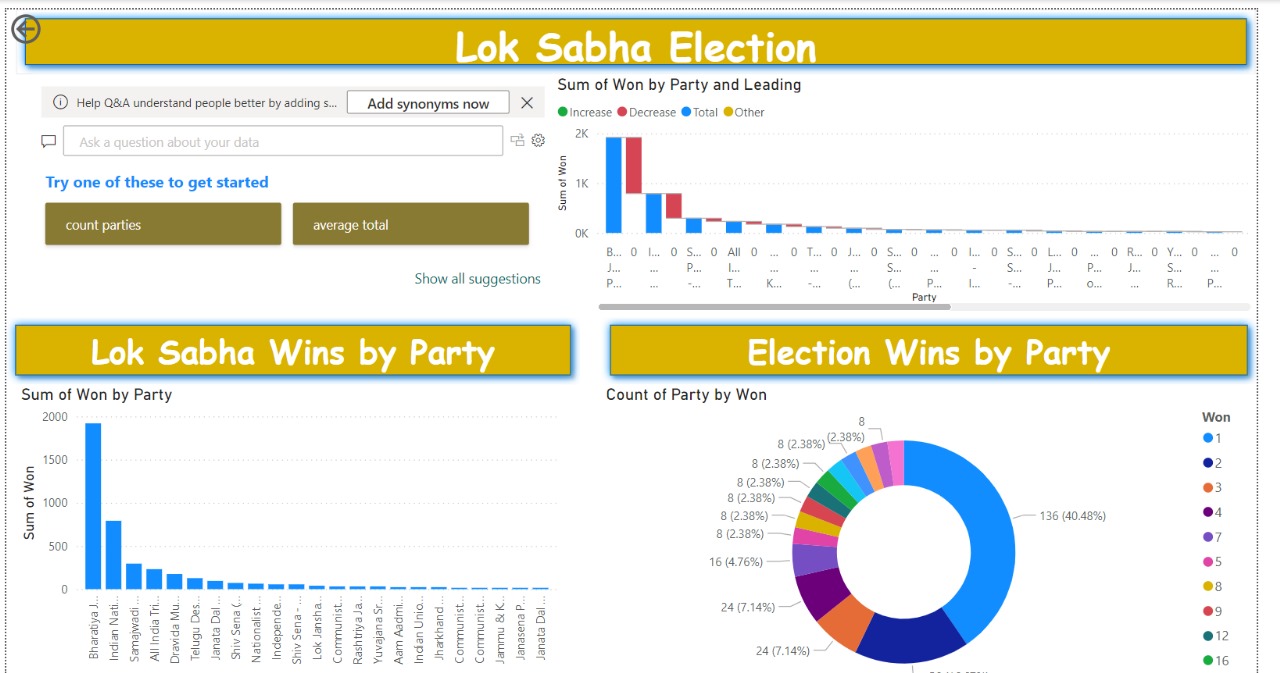 Lok Sabha Election
Help Q&A understand people better by adding s...
Add synonyms now
Ask a question about your data
Try one of these to get started
count parties
average total
Show all suggestions
Sum of Won by Party and Leading
Increase Decrease Total Other
Sum of Won
2K
1K
0K
B... 0 I... 0 S... 0 All 0 ... 0 T... 0 J... 0 S... 0 ... 0 I... 0 S... 0 L... 0 ... 0 R... 0 Y... 0 ... 0
J... ... P... I... ... ... ... S... ... - S... J... P... J... S... ...
P... ... -... T... K... -... (... (... P... I... -... P... o... ... R... P...
Party
Lok Sabha Wins by Party
Sum of Won by Party
Sum of Won
2000
1500
1000
500
0
Bharatiya J...
Indian Nati...
Samajwadi...
All India Tri...
Dravida Mu...
Telugu Des...
Janata Dal ...
Shiv Sena (...
Nationalist...
Independe...
Shiv Sena -...
Lok Jansha...
Communist...
Rashtriya Ja...
Yuvajana Sr...
Aam Aadmi...
Indian Unio...
Jharkhand...
Communist...
Communist...
Jammu & K...
Janasena P...
Janata Dal...
Election Wins by Party
Count of Party by Won
8
(2.38%)
8 (2.38%)
8 (2.38%)
8 (2.38%)
8 (2.38%)
8 (2.38%)
8 (2.38%)
16 (4.76%)
24 (7.14%)
24 (7.14%)
136 (40.48%)
Won
1
2
3
4
7
5
8
9
12
16